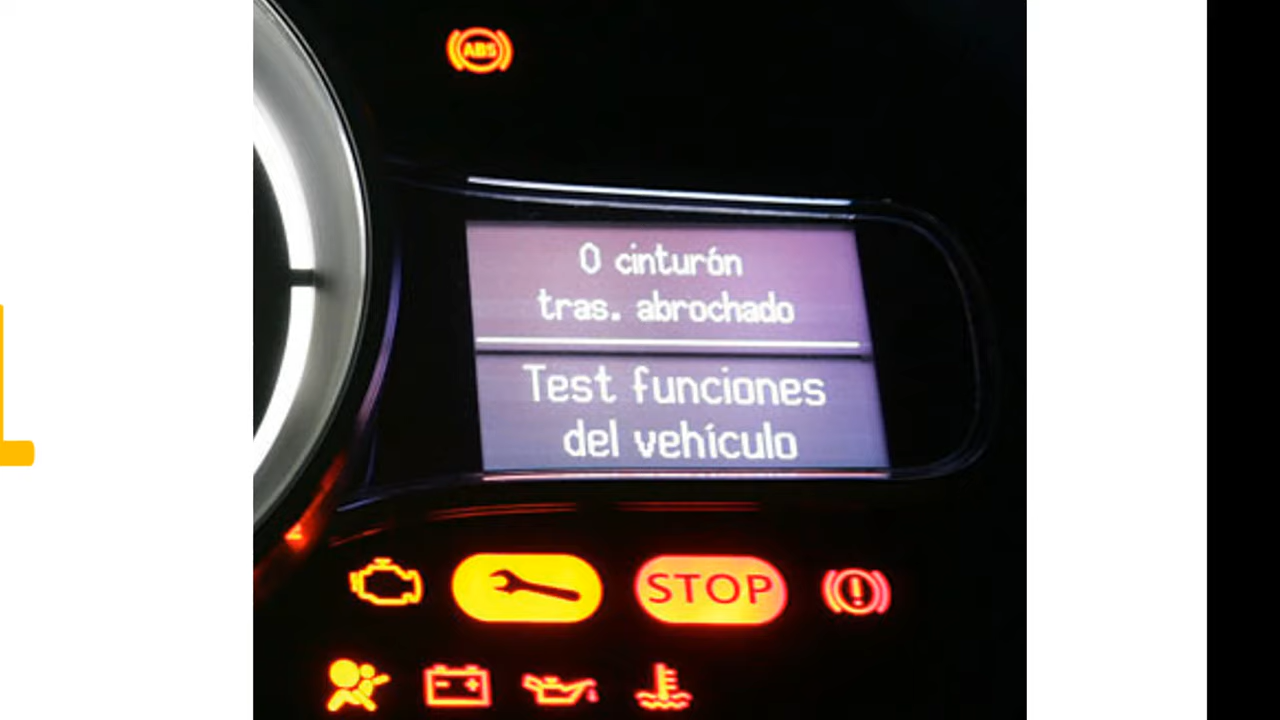 ABS
0 cinturón
tras. abrochado
Test funciones
del vehículo
STOP